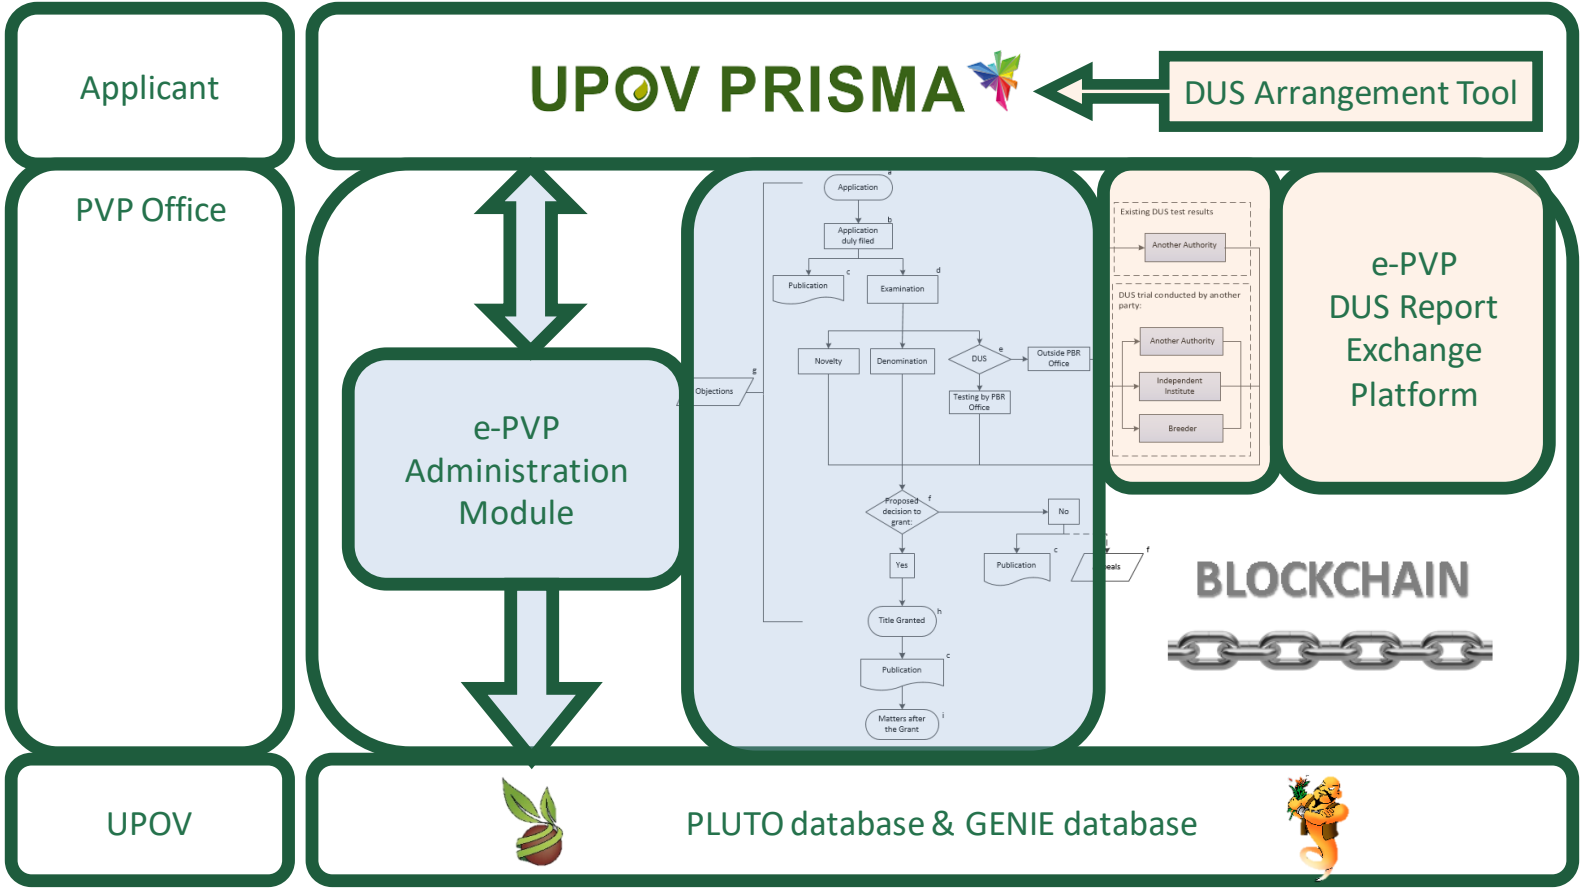 Applicant
UPOV PRISMA
DUS Arrangement Tool
PVP Office
e-PVP
Administration
Module
a
Application
b
Application
duly filed
c
Publication
d
Examination
Novelty
Denomination
e
DUS
Outside PBR
Office
Testing by PBR
Office
g
Objections
f
Proposed
decision to
grant:
No
c
Publication
f
Yes
h
Title Granted
c
Publication
i
Matters after
the Grant
Existing DUS test results
Another Authority
DUS trial conducted by another
party:
Another Authority
Independent
Institute
Breeder
e-PVP
DUS Report
Exchange
Platform
BLOCKCHAIN
UPOV
PLUTO database & GENIE database